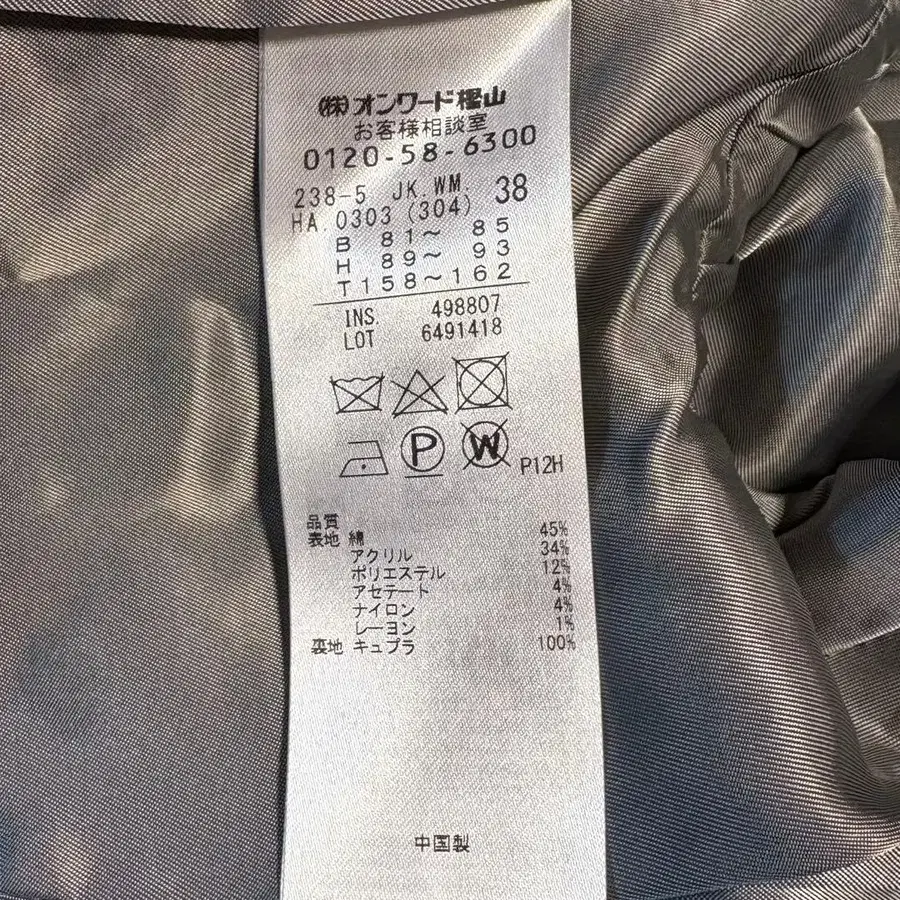 (株)オンワード樫山
お客様相談室
0120-58-6300
238-5 JK.WM. 38
HA.0303 (304)
B 81～ 85
H 89～ 93
T158～162
INS. 498807
LOT 6491418
P W P12H
品質
表地 綿 45%
アクリル 34%
ポリエステル 12%
アセテート 4%
ナイロン 4%
レーヨン 1%
裏地 キュプラ 100%
中国製